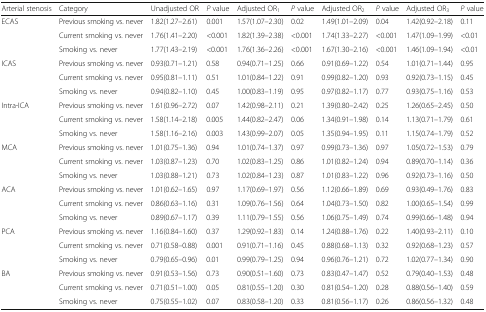 Arterial stenosis Category Unadjusted OR P value Adjusted OR1 P value Adjusted OR2 P value Adjusted OR3 P value
ECAS Previous smoking vs. never 1.82(1.27–2.61) 0.001 1.57(1.07–2.30) 0.02 1.49(1.01–2.09) 0.04 1.42(0.92–2.18) 0.11
Current smoking vs. never 1.76(1.41–2.20) <0.001 1.82(1.39–2.38) <0.001 1.74(1.33–2.27) <0.001 1.47(1.09–1.99) <0.01
Smoking vs. never 1.77(1.43–2.19) <0.001 1.76(1.36–2.26) <0.001 1.67(1.30–2.16) <0.001 1.46(1.09–1.94) <0.01
ICAS Previous smoking vs. never 0.93(0.71–1.21) 0.58 0.94(0.71–1.25) 0.66 0.91(0.69–1.22) 0.54 1.01(0.71–1.44) 0.95
Current smoking vs. never 0.95(0.81–1.11) 0.51 1.01(0.84–1.22) 0.91 0.99(0.82–1.20) 0.93 0.92(0.73–1.15) 0.45
Smoking vs. never 0.94(0.82–1.10) 0.45 1.00(0.83–1.19) 0.95 0.97(0.82–1.17) 0.77 0.93(0.75–1.16) 0.53
Intra-ICA Previous smoking vs. never 1.61(0.96–2.72) 0.07 1.42(0.98–2.11) 0.21 1.39(0.80–2.42) 0.25 1.26(0.65–2.45) 0.50
Current smoking vs. never 1.58(1.14–2.18) 0.005 1.44(0.82–2.47) 0.06 1.34(0.91–1.98) 0.14 1.13(0.71–1.79) 0.61
Smoking vs. never 1.58(1.16–2.16) 0.003 1.43(0.99–2.07) 0.05 1.35(0.94–1.95) 0.11 1.15(0.74–1.79) 0.52
MCA Previous smoking vs. never 1.01(0.75–1.36) 0.94 1.01(0.74–1.37) 0.97 0.99(0.73–1.36) 0.97 1.05(0.72–1.53) 0.79
Current smoking vs. never 1.03(0.87–1.23) 0.70 1.02(0.83–1.25) 0.86 1.01(0.82–1.24) 0.94 0.89(0.70–1.14) 0.36
Smoking vs. never 1.03(0.88–1.21) 0.73 1.02(0.84–1.23) 0.87 1.01(0.83–1.22) 0.96 0.92(0.73–1.16) 0.50
ACA Previous smoking vs. never 1.01(0.62–1.65) 0.97 1.17(0.69–1.97) 0.56 1.12(0.66–1.89) 0.69 0.93(0.49–1.76) 0.83
Current smoking vs. never 0.86(0.63–1.16) 0.31 1.09(0.76–1.56) 0.64 1.04(0.73–1.50) 0.82 1.00(0.65–1.54) 0.99
Smoking vs. never 0.89(0.67–1.17) 0.39 1.11(0.79–1.55) 0.56 1.06(0.75–1.49) 0.74 0.99(0.66–1.48) 0.94
PCA Previous smoking vs. never 1.16(0.84–1.60) 0.37 1.29(0.92–1.83) 0.14 1.24(0.88–1.76) 0.22 1.40(0.93–2.11) 0.10
Current smoking vs. never 0.71(0.58–0.88) 0.001 0.91(0.71–1.16) 0.45 0.88(0.68–1.13) 0.32 0.92(0.68–1.23) 0.57
Smoking vs. never 0.79(0.65–0.96) 0.01 0.99(0.79–1.25) 0.94 0.96(0.76–1.21) 0.72 1.02(0.77–1.34) 0.90
BA Previous smoking vs. never 0.91(0.53–1.56) 0.73 0.90(0.51–1.60) 0.73 0.83(0.47–1.47) 0.52 0.79(0.40–1.53) 0.48
Current smoking vs. never 0.71(0.51–1.00) 0.05 0.81(0.55–1.20) 0.30 0.81(0.54–1.20) 0.28 0.88(0.56–1.40) 0.59
Smoking vs. never 0.75(0.55–1.02) 0.07 0.83(0.58–1.20) 0.33 0.81(0.56–1.17) 0.26 0.86(0.56–1.32) 0.48